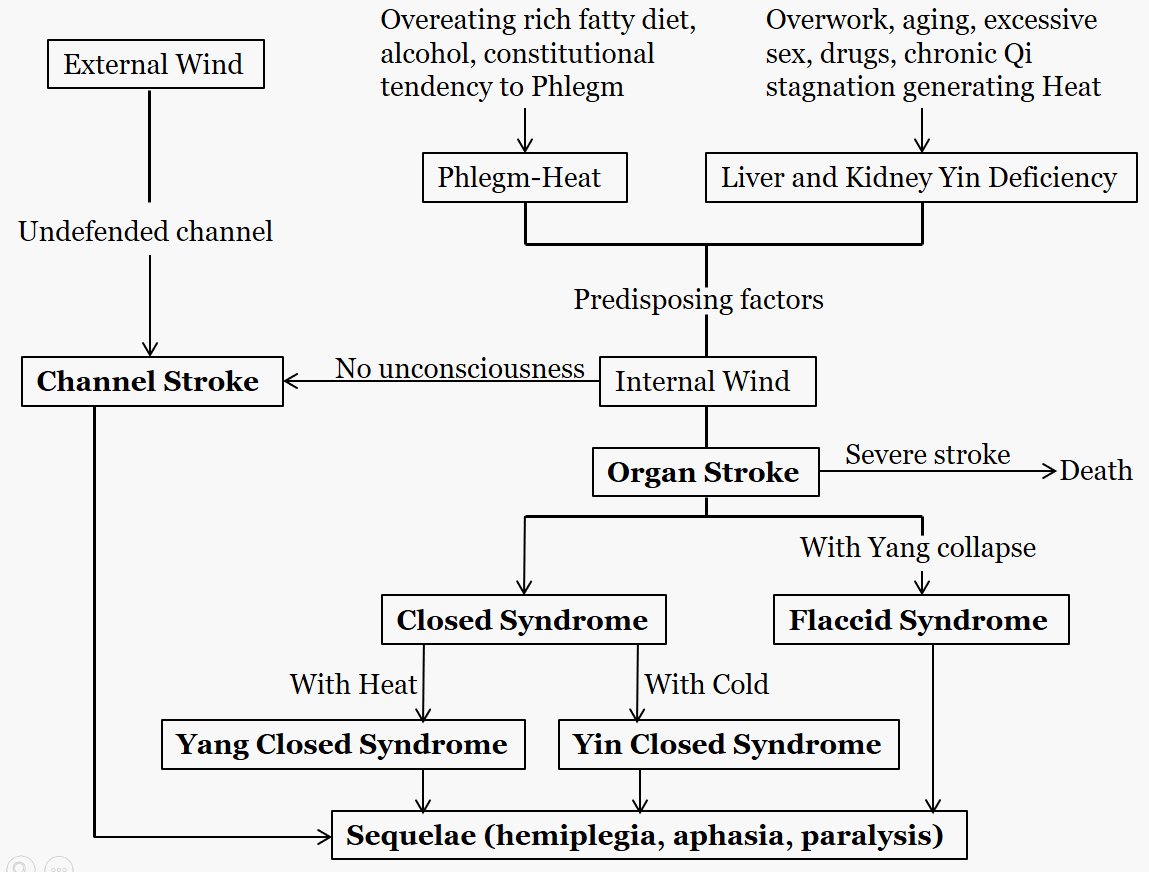 Overeating rich fatty diet,
alcohol, constitutional
tendency to Phlegm
Overwork, aging, excessive
sex, drugs, chronic Qi
stagnation generating Heat
External Wind
Phlegm-Heat
Liver and Kidney Yin Deficiency
Undefended channel
Predisposing factors
Channel Stroke
No unconsciousness
Internal Wind
Organ Stroke
Severe stroke
Death
With Yang collapse
Closed Syndrome
Flaccid Syndrome
With Heat
With Cold
Yang Closed Syndrome
Yin Closed Syndrome
Sequelae (hemiplegia, aphasia, paralysis)